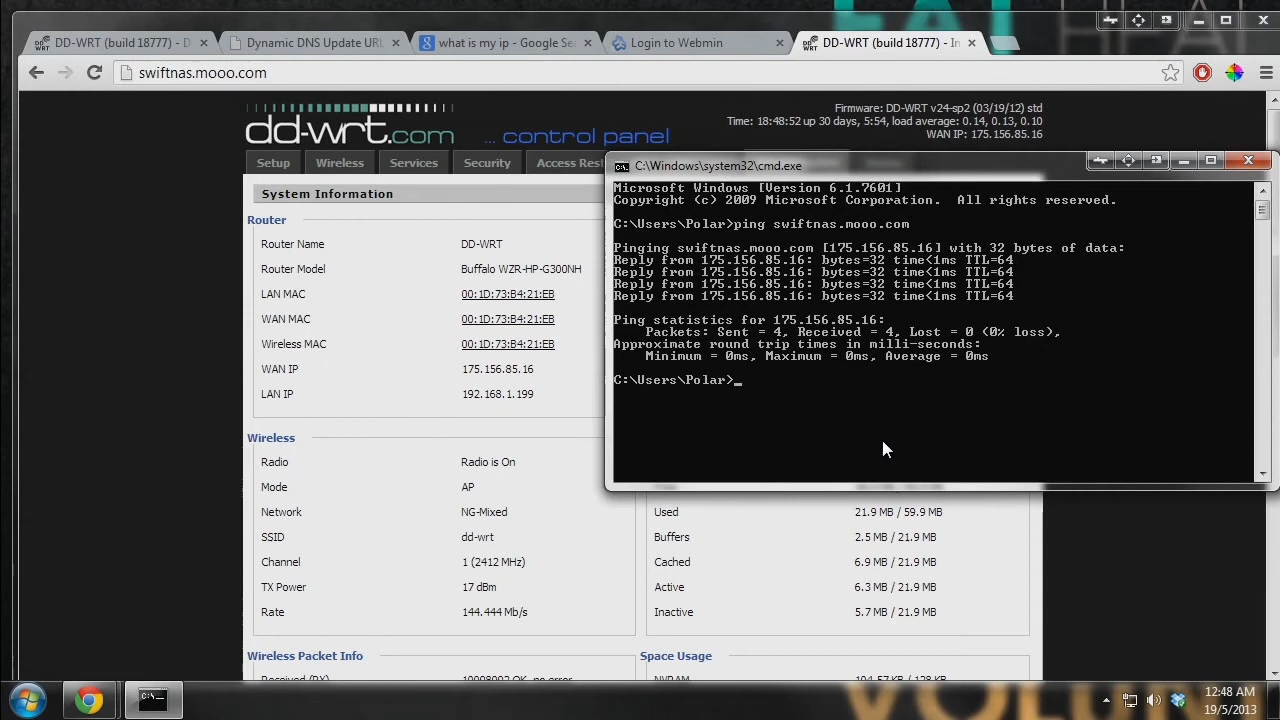 DD-WRT (build 18777) - D
Dynamic DNS Update URL
what is my ip - Google Sea
Login to Webmin
DD-WRT (build 18777) - In
swiftnas.mooo.com
dd-wrt.com ... control panel
Firmware: DD-WRT v24-sp2 (03/19/12) std
Time: 18:48:52 up 30 days, 5:54, load average: 0.14, 0.13, 0.10
WAN IP: 175.156.85.16
Setup Wireless Services Security Access Rest
System Information
Router
Router Name DD-WRT
Router Model Buffalo WZR-HP-G300NH
LAN MAC 00:1D:73:B4:21:EB
WAN MAC 00:1D:73:B4:21:EB
Wireless MAC 00:1D:73:B4:21:EB
WAN IP 175.156.85.16
LAN IP 192.168.1.199
Wireless
Radio Radio is On
Mode AP
Network NG-Mixed
SSID dd-wrt
Channel 1 (2412 MHz)
TX Power 17 dBm
Rate 144.444 Mb/s
Wireless Packet Info
C:\Windows\system32\cmd.exe
Microsoft Windows [Version 6.1.7601]
Copyright (c) 2009 Microsoft Corporation. All rights reserved.
C:\Users\Polar>ping swiftnas.mooo.com
Pinging swiftnas.mooo.com [175.156.85.16] with 32 bytes of data:
Reply from 175.156.85.16: bytes=32 time<1ms TTL=64
Reply from 175.156.85.16: bytes=32 time<1ms TTL=64
Reply from 175.156.85.16: bytes=32 time<1ms TTL=64
Reply from 175.156.85.16: bytes=32 time<1ms TTL=64
Ping statistics for 175.156.85.16:
Packets: Sent = 4, Received = 4, Lost = 0 (0% loss),
Approximate round trip times in milli-seconds:
Minimum = 0ms, Maximum = 0ms, Average = 0ms
C:\Users\Polar>_
Used 21.9 MB / 59.9 MB
Buffers 2.5 MB / 21.9 MB
Cached 6.9 MB / 21.9 MB
Active 6.3 MB / 21.9 MB
Inactive 5.7 MB / 21.9 MB
Space Usage
12:48 AM
19/5/2013